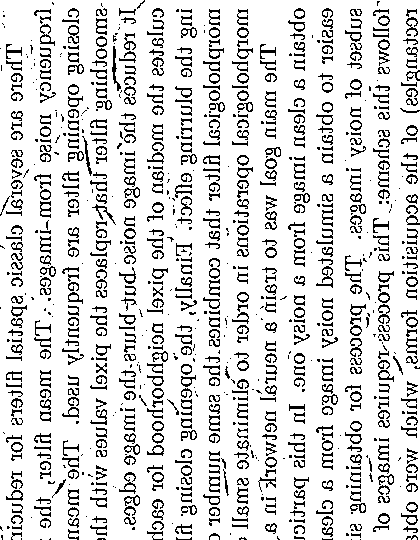 There are several classic spatial filters for reducin
frequency noise from images. The mean filter, the
closing opening filter are frequently used. The mean
smoothing filter that replaces the pixel values with th
It reduces the image noise but blurs the image edges.
culates the median of the pixel neighborhood for each
ing the blurring effect. Finally, the opening closing fi
morphological filter that combines the same number o
morphological operations in order to eliminate small
The main goal was to train a neural network in a
obtain a clean image from a noisy one. In this particu
easier to obtain a simulated noisy image from a clea
subset of noisy images. The process for obtaining si
follows this scheme. This process requires images of
rectangles) of the acquisition forms, which were obta